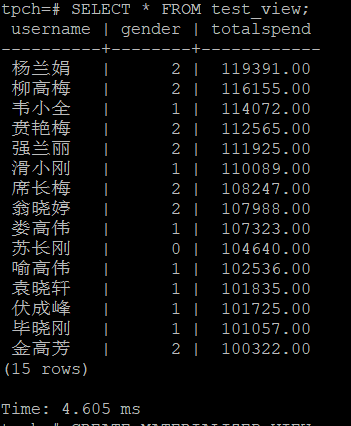 tpch=# SELECT * FROM test_view;
 username | gender | totalspend
----------+--------+------------
 杨兰娟   |      2 |  119391.00
 柳高梅   |      2 |  116155.00
 韦小全   |      1 |  114072.00
 贲艳梅   |      2 |  112565.00
 强兰丽   |      2 |  111925.00
 滑小刚   |      1 |  110089.00
 席长梅   |      2 |  108247.00
 翁晓婷   |      2 |  107988.00
 娄高伟   |      1 |  107323.00
 苏长刚   |      0 |  104640.00
 喻高伟   |      1 |  102536.00
 袁晓轩   |      1 |  101835.00
 伏成峰   |      1 |  101725.00
 毕晓刚   |      1 |  101057.00
 金高芳   |      2 |  100322.00
(15 rows)
Time: 4.605 ms
tpch=# CREATE MATERIALIZED VIEW